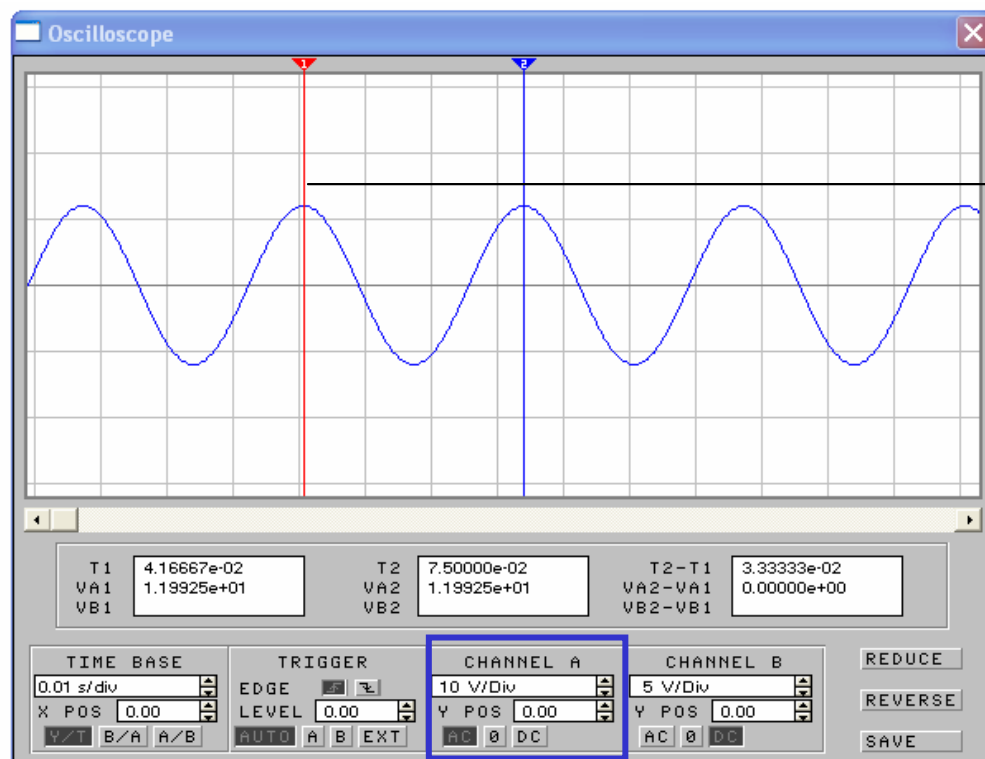 Oscilloscope
1 2
T1 4.16667e-02 T2 7.50000e-02 T2-T1 3.33333e-02
VA1 1.19925e+01 VA2 1.19925e+01 VA2-VA1 0.00000e+00
VB1 VB2 VB2-VB1
TIME BASE TRIGGER CHANNEL A CHANNEL B REDUCE
0.01 s/div EDGE 10 V/Div 5 V/Div
X POS 0.00 LEVEL 0.00 Y POS 0.00 Y POS 0.00 REVERSE
Y/T B/A A/B AUTO A B EXT AC 0 DC AC 0 DC SAVE